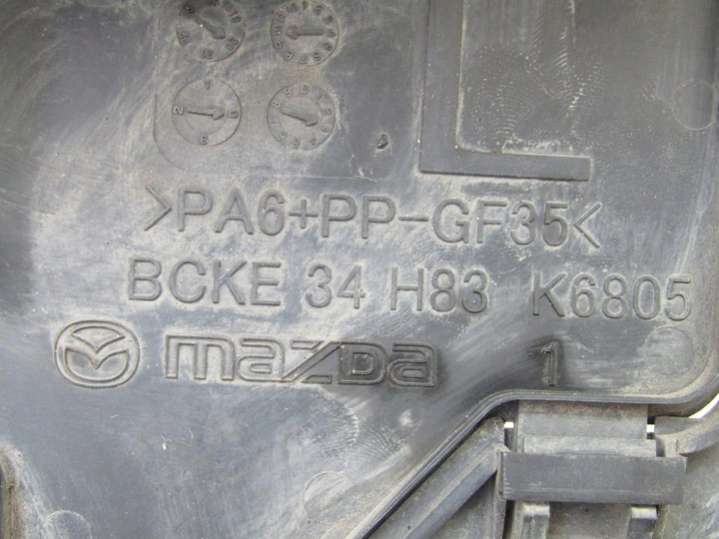 L
>PA6+PP-GF35<
BCKE 34 H83 K6805
mazda 1